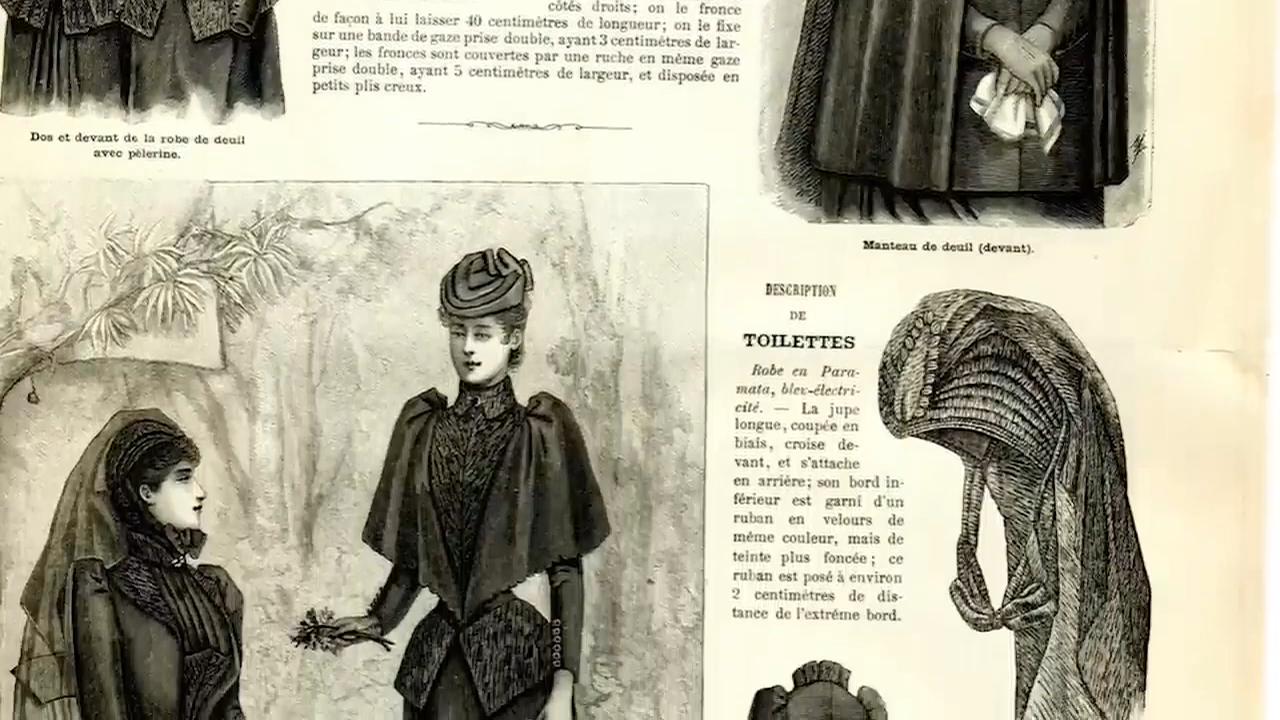 côtés droits; on le fronce
de façon à lui laisser 40 centimètres de longueur; on le fixe
sur une bande de gaze prise double, ayant 3 centimètres de lar-
geur; les fronces sont couvertes par une ruche en même gaze
prise double, ayant 5 centimètres de largeur, et disposée en
petits plis creux.
Dos et devant de la robe de deuil
avec pèlerine.
Manteau de deuil (devant).
DESCRIPTION
DE
TOILETTES
Robe en Para-
mata, bleu-électri-
cité. — La jupe
longue, coupée en
biais, croise de-
vant, et s'attache
en arrière; son bord in-
férieur est garni d'un
ruban en velours de
même couleur, mais de
teinte plus foncée; ce
ruban est posé à environ
2 centimètres de dis-
tance de l'extrême bord.